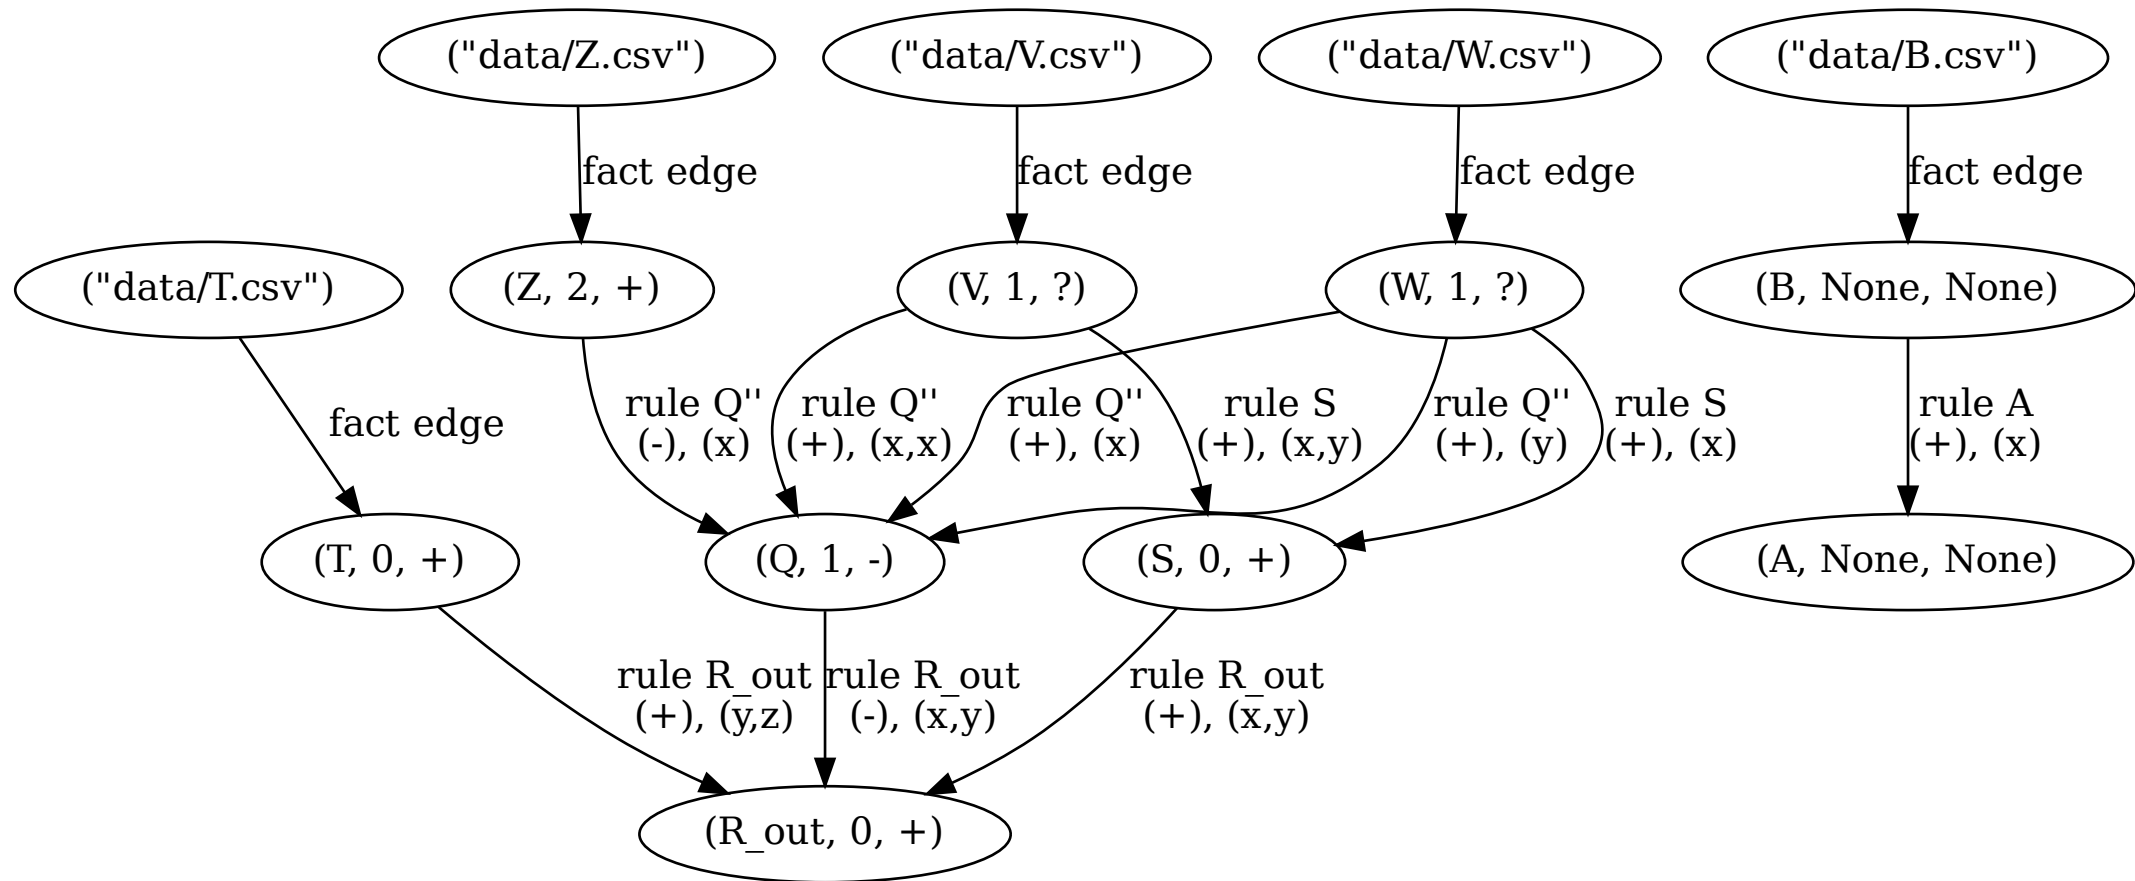 ("data/Z.csv")
("data/V.csv")
("data/W.csv")
("data/B.csv")
fact edge
fact edge
fact edge
fact edge
("data/T.csv")
(Z, 2, +)
(V, 1, ?)
(W, 1, ?)
(B, None, None)
fact edge
rule Q''
(-), (x)
rule Q''
(+), (x,x)
rule Q''
(+), (x)
rule S
(+), (x,y)
rule Q''
(+), (y)
rule S
(+), (x)
rule A
(+), (x)
(T, 0, +)
(Q, 1, -)
(S, 0, +)
(A, None, None)
rule R_out
(+), (y,z)
rule R_out
(-), (x,y)
rule R_out
(+), (x,y)
(R_out, 0, +)